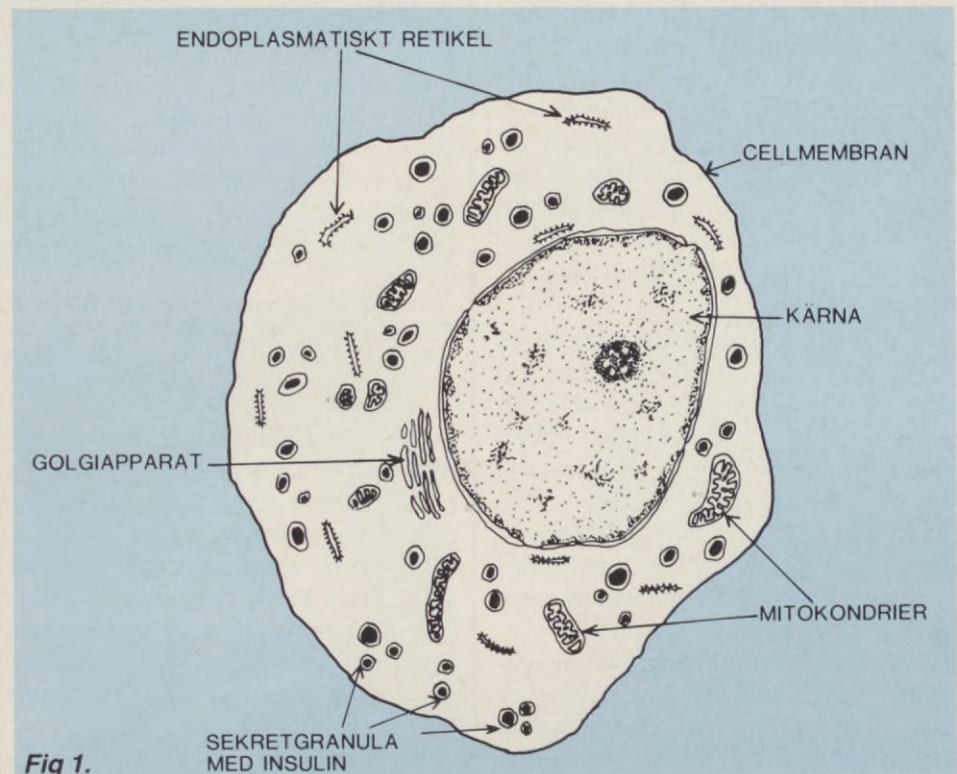 ENDOPLASMATISKT RETIKEL
CELLMEMBRAN
KÄRNA
GOLGIAPPARAT
MITOKONDRIER
SEKRETGRANULA
MED INSULIN
Fig 1.